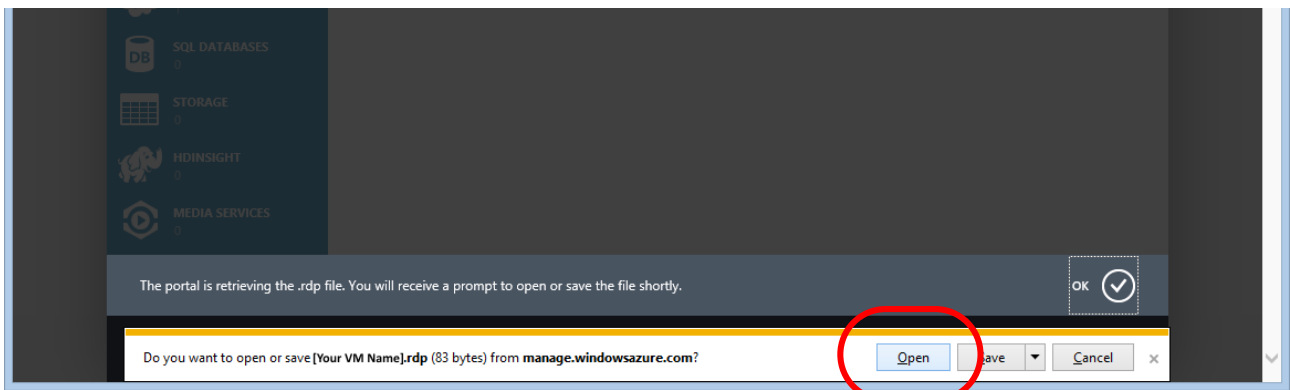 SQL DATABASES
DB
0
STORAGE
0
HDINSIGHT
0
MEDIA SERVICES
0
The portal is retrieving the .rdp file. You will receive a prompt to open or save the file shortly.
OK
Do you want to open or save [Your VM Name].rdp (83 bytes) from manage.windowsazure.com?
Open
Save
Cancel